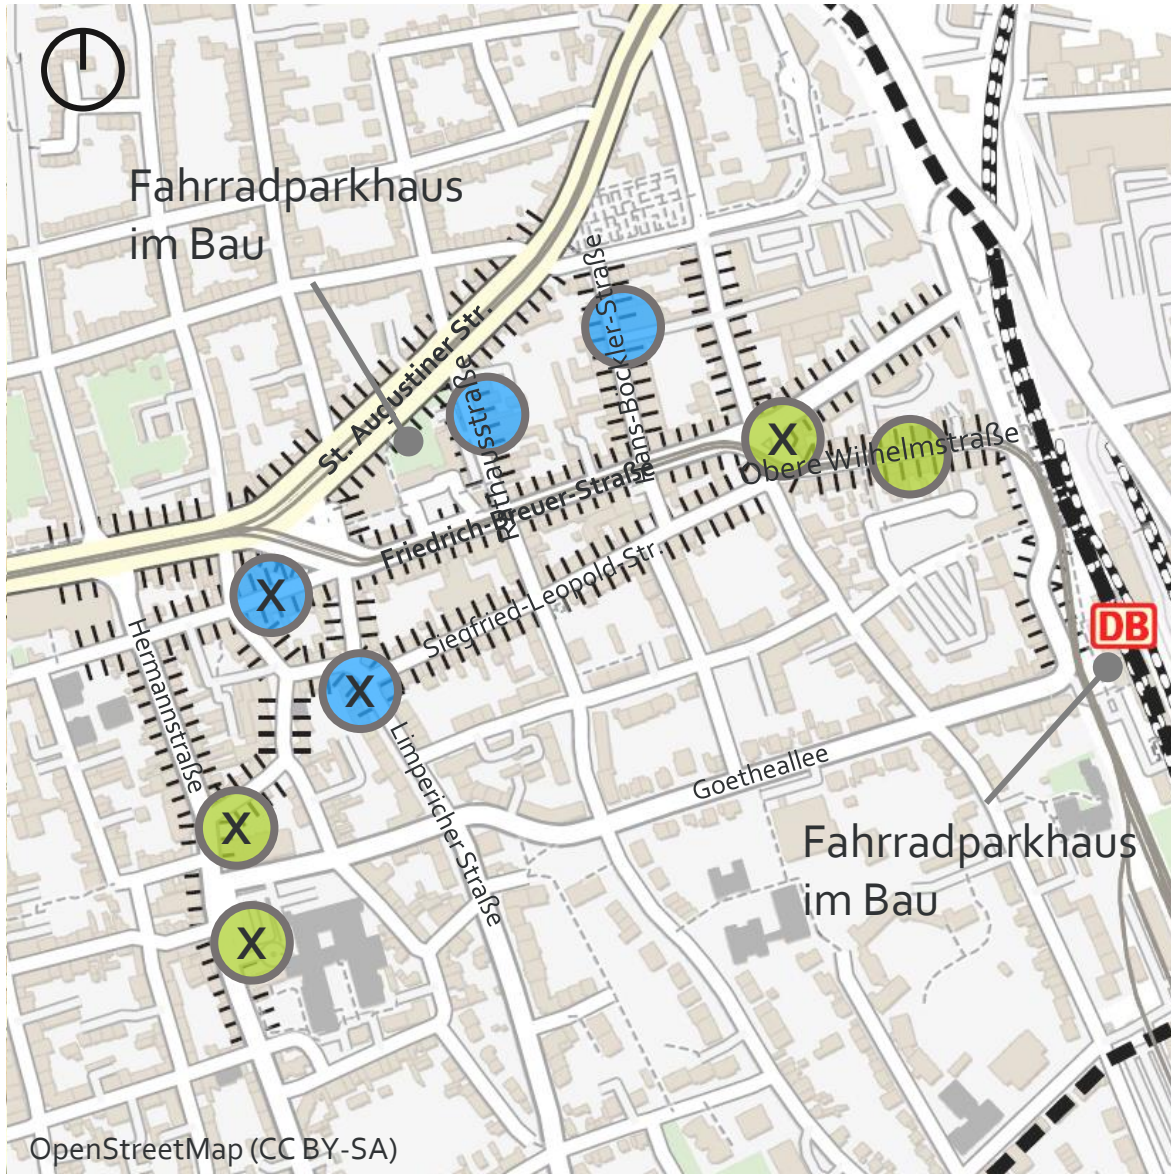 Fahrradparkhaus
im Bau
Hans-Böckler-Straße
St. Augustiner Str.
Rathausstraße
X
Obere Wilhelmstraße
Friedrich-Breuer-Straße
Siegfried-Leopold-Str.
X
DB
X
Hermannstraße
Limpericher Straße
Goetheallee
X
Fahrradparkhaus
im Bau
X
OpenStreetMap (CC BY-SA)